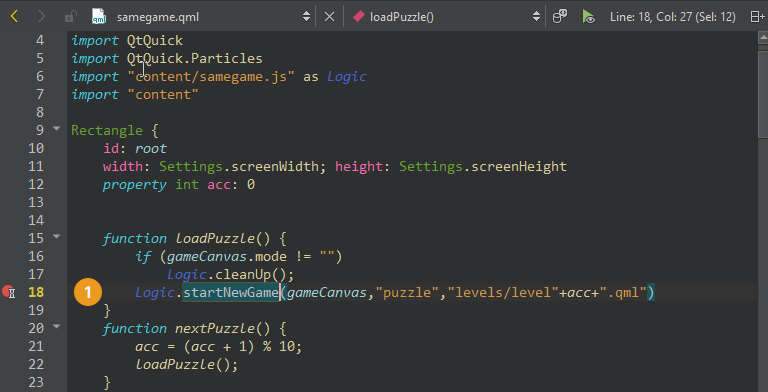 samegame.qml loadPuzzle() Line: 18, Col: 27 (Sel: 12)
4 import QtQuick
5 import QtQuick.Particles
6 import "content/samegame.js" as Logic
7 import "content"
8
9 Rectangle {
10 id: root
11 width: Settings.screenWidth; height: Settings.screenHeight
12 property int acc: 0
13
14
15 function loadPuzzle() {
16 if (gameCanvas.mode != "")
17 Logic.cleanUp();
18 1 Logic.startNewGame(gameCanvas,"puzzle","levels/level"+acc+".qml")
19 }
20 function nextPuzzle() {
21 acc = (acc + 1) % 10;
22 loadPuzzle();
23 }